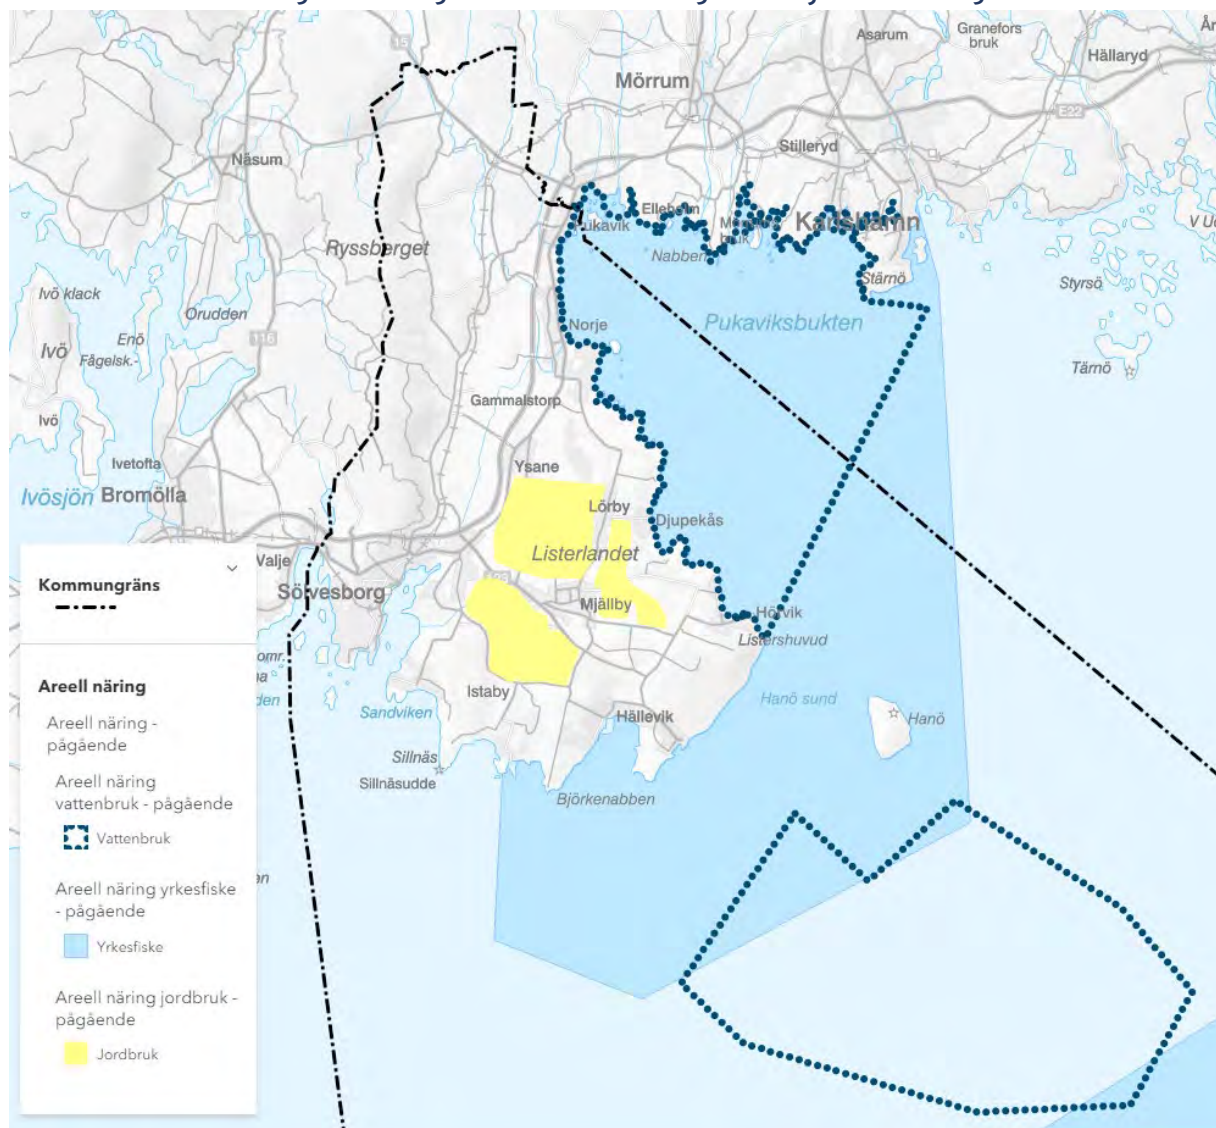 Asarum
Granefors
bruk
Hällaryd
15
Mörrum
E22
Stilleryd
Näsum
Elleholm
Pukavik
Karlshamn
Nabben
Ryssberget
Stärnö
Styrsö
Ivö klack
Orudden
Pukaviksbukten
Norje
Enö
116
Ivö
Fågelsk.-
Tärnö
Gammalstorp
Ivö
Ivetofta
Ysane
Ivösjön
Bromölla
Lörby
Djupekås
Listerlandet
Valje
Sölvesborg
Mjällby
Hörvik
Listershuvud
Istaby
Hanö sund
Sandviken
Hällevik
Hanö
Sillnäs
Sillnäsudde
Björkenabben
Kommungräns
Areell näring
Areell näring -
pågående
Areell näring
vattenbruk - pågående
Vattenbruk
Areell näring yrkesfiske
- pågående
Yrkesfiske
Areell näring jordbruk -
pågående
Jordbruk